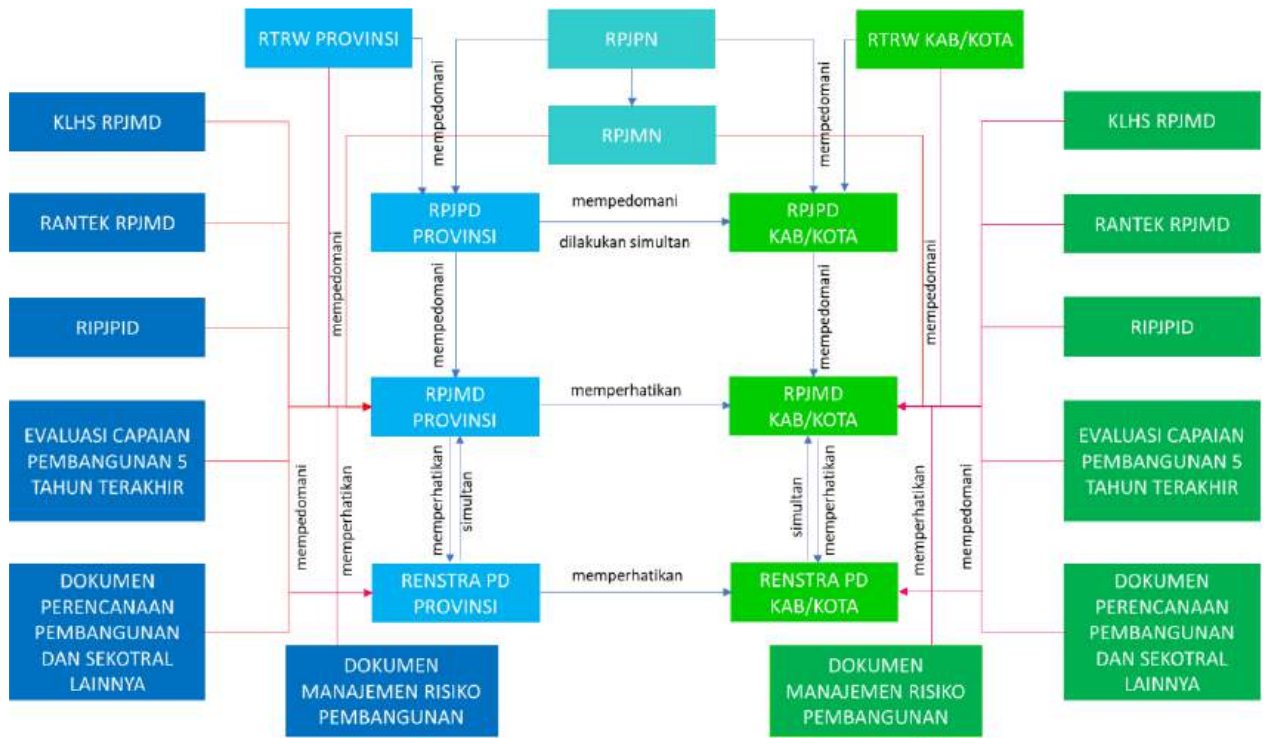 RTRW PROVINSI
RPJPN
RTRW KAB/KOTA
mempedomani
mempedomani
KLHS RPJMD
RPJMN
KLHS RPJMD
RANTEK RPJMD
RPJPD
PROVINSI
mempedomani
dilakukan simultan
RPJPD
KAB/KOTA
RANTEK RPJMD
mempedomani
mempedomani
mempedomani
mempedomani
RIPJPID
RIPJPID
RPJMD
PROVINSI
memperhatikan
RPJMD
KAB/KOTA
EVALUASI CAPAIAN
PEMBANGUNAN 5
TAHUN TERAKHIR
mempedomani
memperhatikan
memperhatikan
simultan
simultan
memperhatikan
memperhatikan
mempedomani
EVALUASI CAPAIAN
PEMBANGUNAN 5
TAHUN TERAKHIR
DOKUMEN
PERENCANAAN
PEMBANGUNAN
DAN SEKOTRAL
LAINNYA
RENSTRA PD
PROVINSI
memperhatikan
RENSTRA PD
KAB/KOTA
DOKUMEN
PERENCANAAN
PEMBANGUNAN
DAN SEKOTRAL
LAINNYA
DOKUMEN
MANAJEMEN RISIKO
PEMBANGUNAN
DOKUMEN
MANAJEMEN RISIKO
PEMBANGUNAN